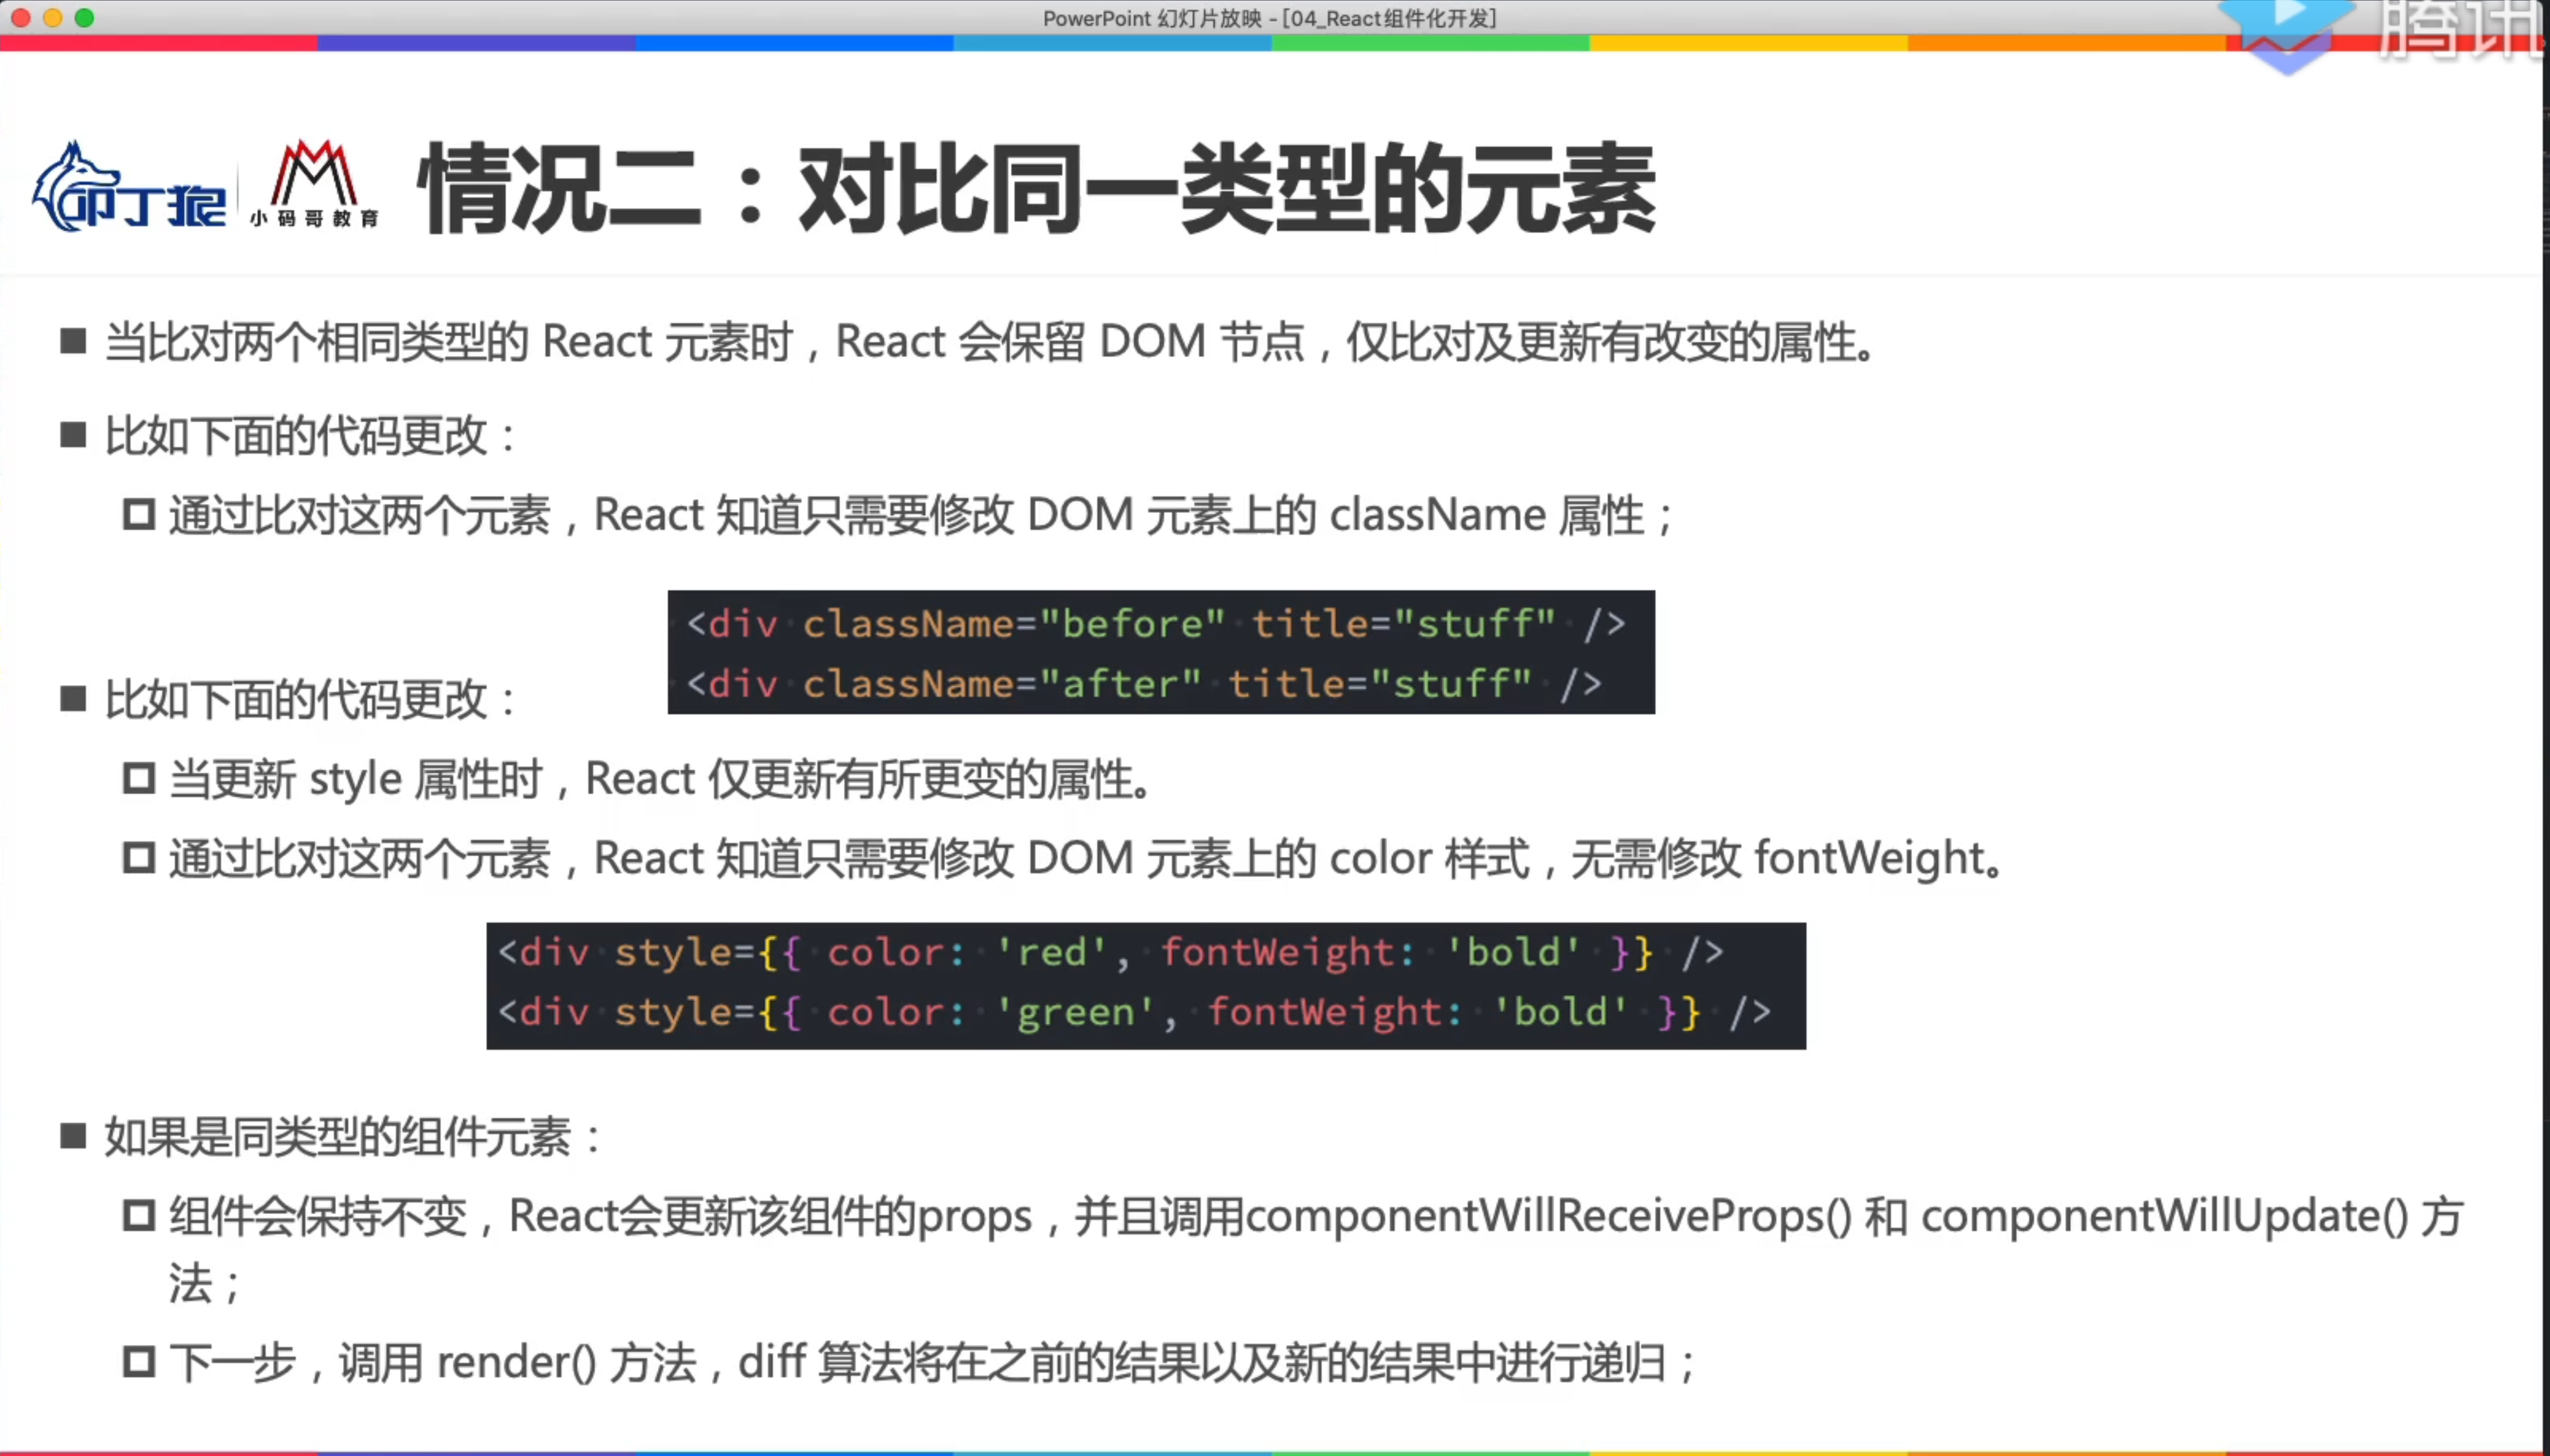 PowerPoint 幻灯片放映 - [04_React组件化开发]
腾讯
叩丁狼
小码哥教育
情况二：对比同一类型的元素
■ 当比对两个相同类型的 React 元素时，React 会保留 DOM 节点，仅比对及更新有改变的属性。
■ 比如下面的代码更改：
通过比对这两个元素，React 知道只需要修改 DOM 元素上的 className 属性；
<div className="before" title="stuff" />
<div className="after" title="stuff" />
■ 比如下面的代码更改：
当更新 style 属性时，React 仅更新有所更变的属性。
通过比对这两个元素，React 知道只需要修改 DOM 元素上的 color 样式，无需修改 fontWeight。
<div style={{ color: 'red', fontWeight: 'bold' }} />
<div style={{ color: 'green', fontWeight: 'bold' }} />
■ 如果是同类型的组件元素：
组件会保持不变，React会更新该组件的props，并且调用componentWillReceiveProps() 和 componentWillUpdate() 方
法；
下一步，调用 render() 方法，diff 算法将在之前的结果以及新的结果中进行递归；